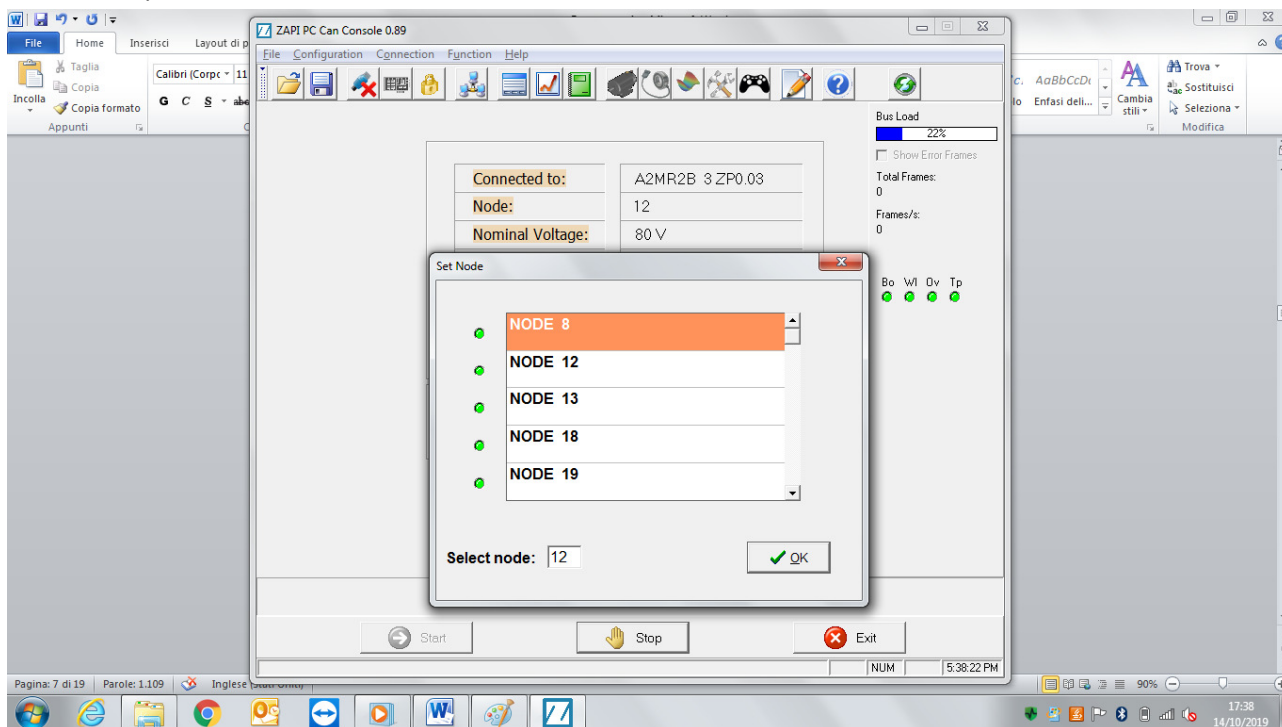 ZAPI PC Can Console 0.89
File Home Inserisci Layout di p
File Configuration Connection Function Help
Taglia
Copia
Copia formato
Incolla
Calibri (Corpc 11
G C S abc
Appunti
AaBbCcDc
Enfasi deli...
Cambia
stili
Trova
Sostituisci
Seleziona
Modifica
Bus Load
22%
Show Error Frames
Total Frames:
0
Frames/s:
0
Bo Wl Ov Tp
Connected to: A2MR2B 3 ZP0.03
Node: 12
Nominal Voltage: 80 V
Set Node
NODE 8
NODE 12
NODE 13
NODE 18
NODE 19
Select node: 12
OK
Start Stop Exit
NUM 5:38:22 PM
Pagina: 7 di 19 Parole: 1.109 Inglese (Stati Uniti)
90%
17:38
14/10/2019